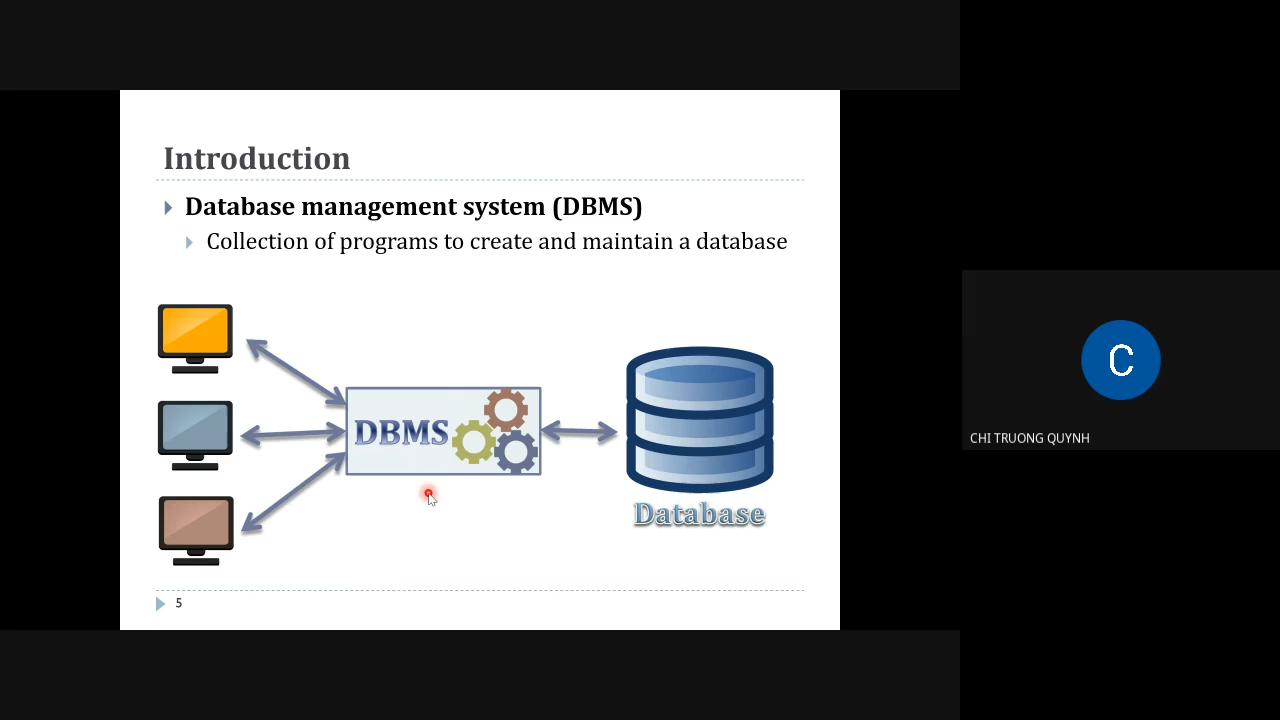 Introduction
Database management system (DBMS)
Collection of programs to create and maintain a database
DBMS
Database
5
C
CHI TRUONG QUYNH